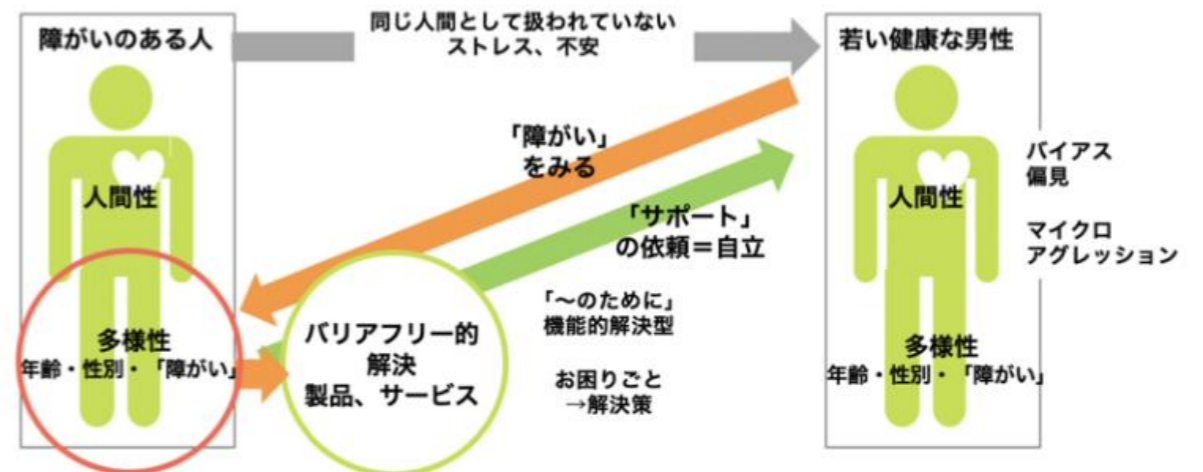 障がいのある人
同じ人間として扱われていない
ストレス、不安
若い健康な男性
「障がい」
をみる
人間性
「サポート」
の依頼＝自立
人間性
バイアス
偏見
マイクロ
アグレッション
「〜のために」
機能的解決型
お困りごと
→解決策
多様性
年齢・性別・「障がい」
バリアフリー的
解決
製品、サービス
多様性
年齢・性別・「障がい」